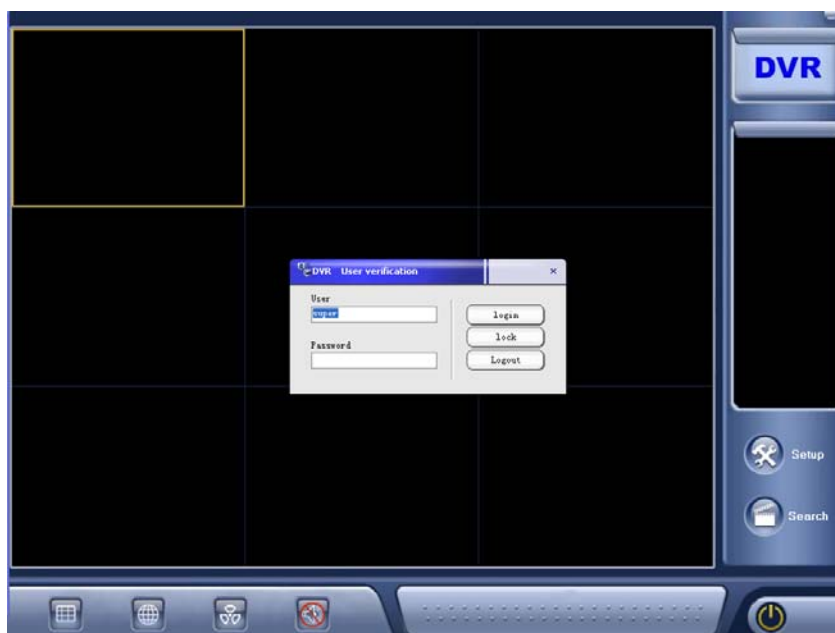 DVR
DVR User verification
User
super
login
lock
Password
Logout
Setup
Search